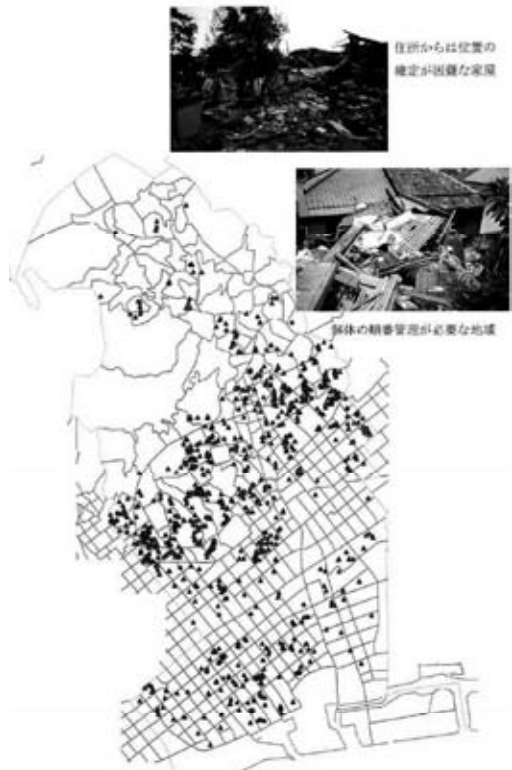 住所からは位置の
確定が困難な家屋
解体の順番管理が必要な地域